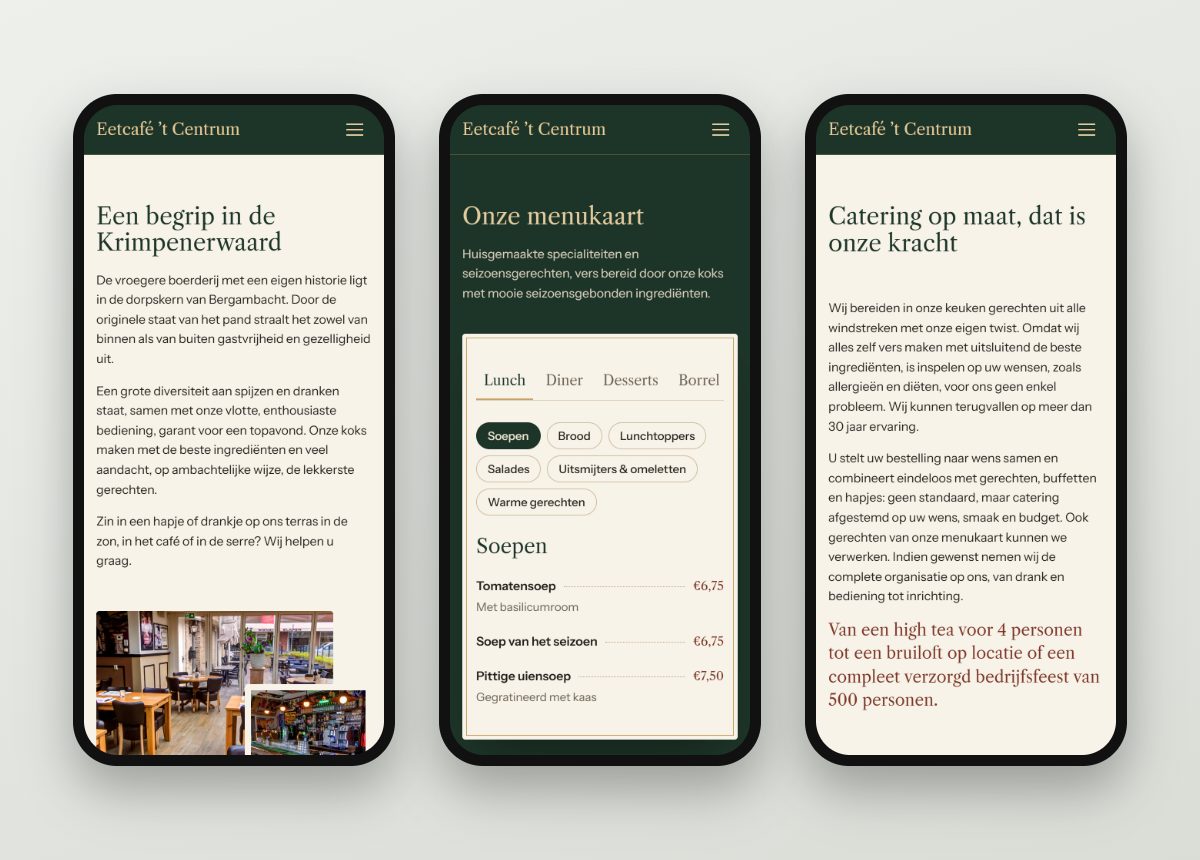 Eetcafé ’t Centrum
Een begrip in de
Krimpenerwaard
De vroegere boerderij met een eigen historie ligt
in de dorpskern van Bergambacht. Door de
originele staat van het pand straalt het zowel van
binnen als van buiten gastvrijheid en gezelligheid
uit.
Een grote diversiteit aan spijzen en dranken
staat, samen met onze vlotte, enthousiaste
bediening, garant voor een topavond. Onze koks
maken met de beste ingrediënten en veel
aandacht, op ambachtelijke wijze, de lekkerste
gerechten.
Zin in een hapje of drankje op ons terras in de
zon, in het café of in de serre? Wij helpen u
graag.
Eetcafé ’t Centrum
Onze menukaart
Huisgemaakte specialiteiten en
seizoensgerechten, vers bereid door onze koks
met mooie seizoensgebonden ingrediënten.
Lunch Diner Desserts Borrel
Soepen Brood Lunchtoppers
Salades Uitsmijters & omeletten
Warme gerechten
Soepen
Tomatensoep €6,75
Met basilicumroom
Soep van het seizoen €6,75
Pittige uiensoep €7,50
Gegratineerd met kaas
Eetcafé ’t Centrum
Catering op maat, dat is
onze kracht
Wij bereiden in onze keuken gerechten uit alle
windstreken met onze eigen twist. Omdat wij
alles zelf vers maken met uitsluitend de beste
ingrediënten, is inspelen op uw wensen, zoals
allergieën en diëten, voor ons geen enkel
probleem. Wij kunnen terugvallen op meer dan
30 jaar ervaring.
U stelt uw bestelling naar wens samen en
combineert eindeloos met gerechten, buffetten
en hapjes: geen standaard, maar catering
afgestemd op uw wens, smaak en budget. Ook
gerechten van onze menukaart kunnen we
verwerken. Indien gewenst nemen wij de
complete organisatie op ons, van drank en
bediening tot inrichting.
Van een high tea voor 4 personen
tot een bruiloft op locatie of een
compleet verzorgd bedrijfsfeest van
500 personen.